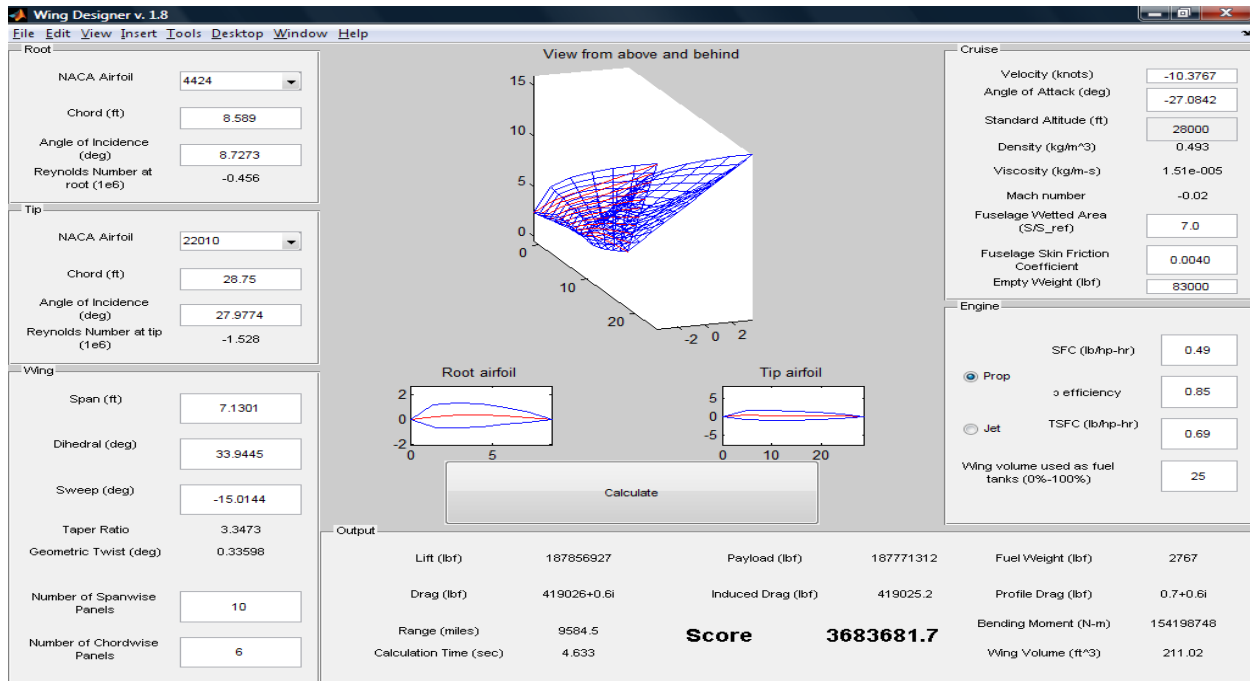 Wing Designer v. 1.8
File Edit View Insert Tools Desktop Window Help
Root
NACA Airfoil 4424
Chord (ft) 8.589
Angle of Incidence
(deg) 8.7273
Reynolds Number at
root (1e6) -0.456
Tip
NACA Airfoil 22010
Chord (ft) 28.75
Angle of Incidence
(deg) 27.9774
Reynolds Number at tip
(1e6) -1.528
Wing
Span (ft) 7.1301
Dihedral (deg) 33.9445
Sweep (deg) -15.0144
Taper Ratio 3.3473
Geometric Twist (deg) 0.33598
Number of Spanwise
Panels 10
Number of Chordwise
Panels 6
View from above and behind
15
10
5
0
0
10
20
-2 0 2
Root airfoil
2
0
-2
0 5
Tip airfoil
5
0
-5
0 10 20
Calculate
Cruise
Velocity (knots) -10.3767
Angle of Attack (deg) -27.0842
Standard Altitude (ft) 28000
Density (kg/m^3) 0.493
Viscosity (kg/m-s) 1.51e-005
Mach number -0.02
Fuselage Wetted Area
(S/S_ref) 7.0
Fuselage Skin Friction
Coefficient 0.0040
Empty Weight (lbf) 83000
Engine
SFC (lb/hp-hr) 0.49
Prop
efficiency 0.85
Jet
TSFC (lb/hp-hr) 0.69
Wing volume used as fuel
tanks (0%-100%) 25
Output
Lift (lbf) 187856927 Payload (lbf) 187771312 Fuel Weight (lbf) 2767
Drag (lbf) 419026+0.6i Induced Drag (lbf) 419025.2 Profile Drag (lbf) 0.7+0.6i
Range (miles) 9584.5 Score 3683681.7 Bending Moment (N-m) 154198748
Calculation Time (sec) 4.633 Wing Volume (ft^3) 211.02